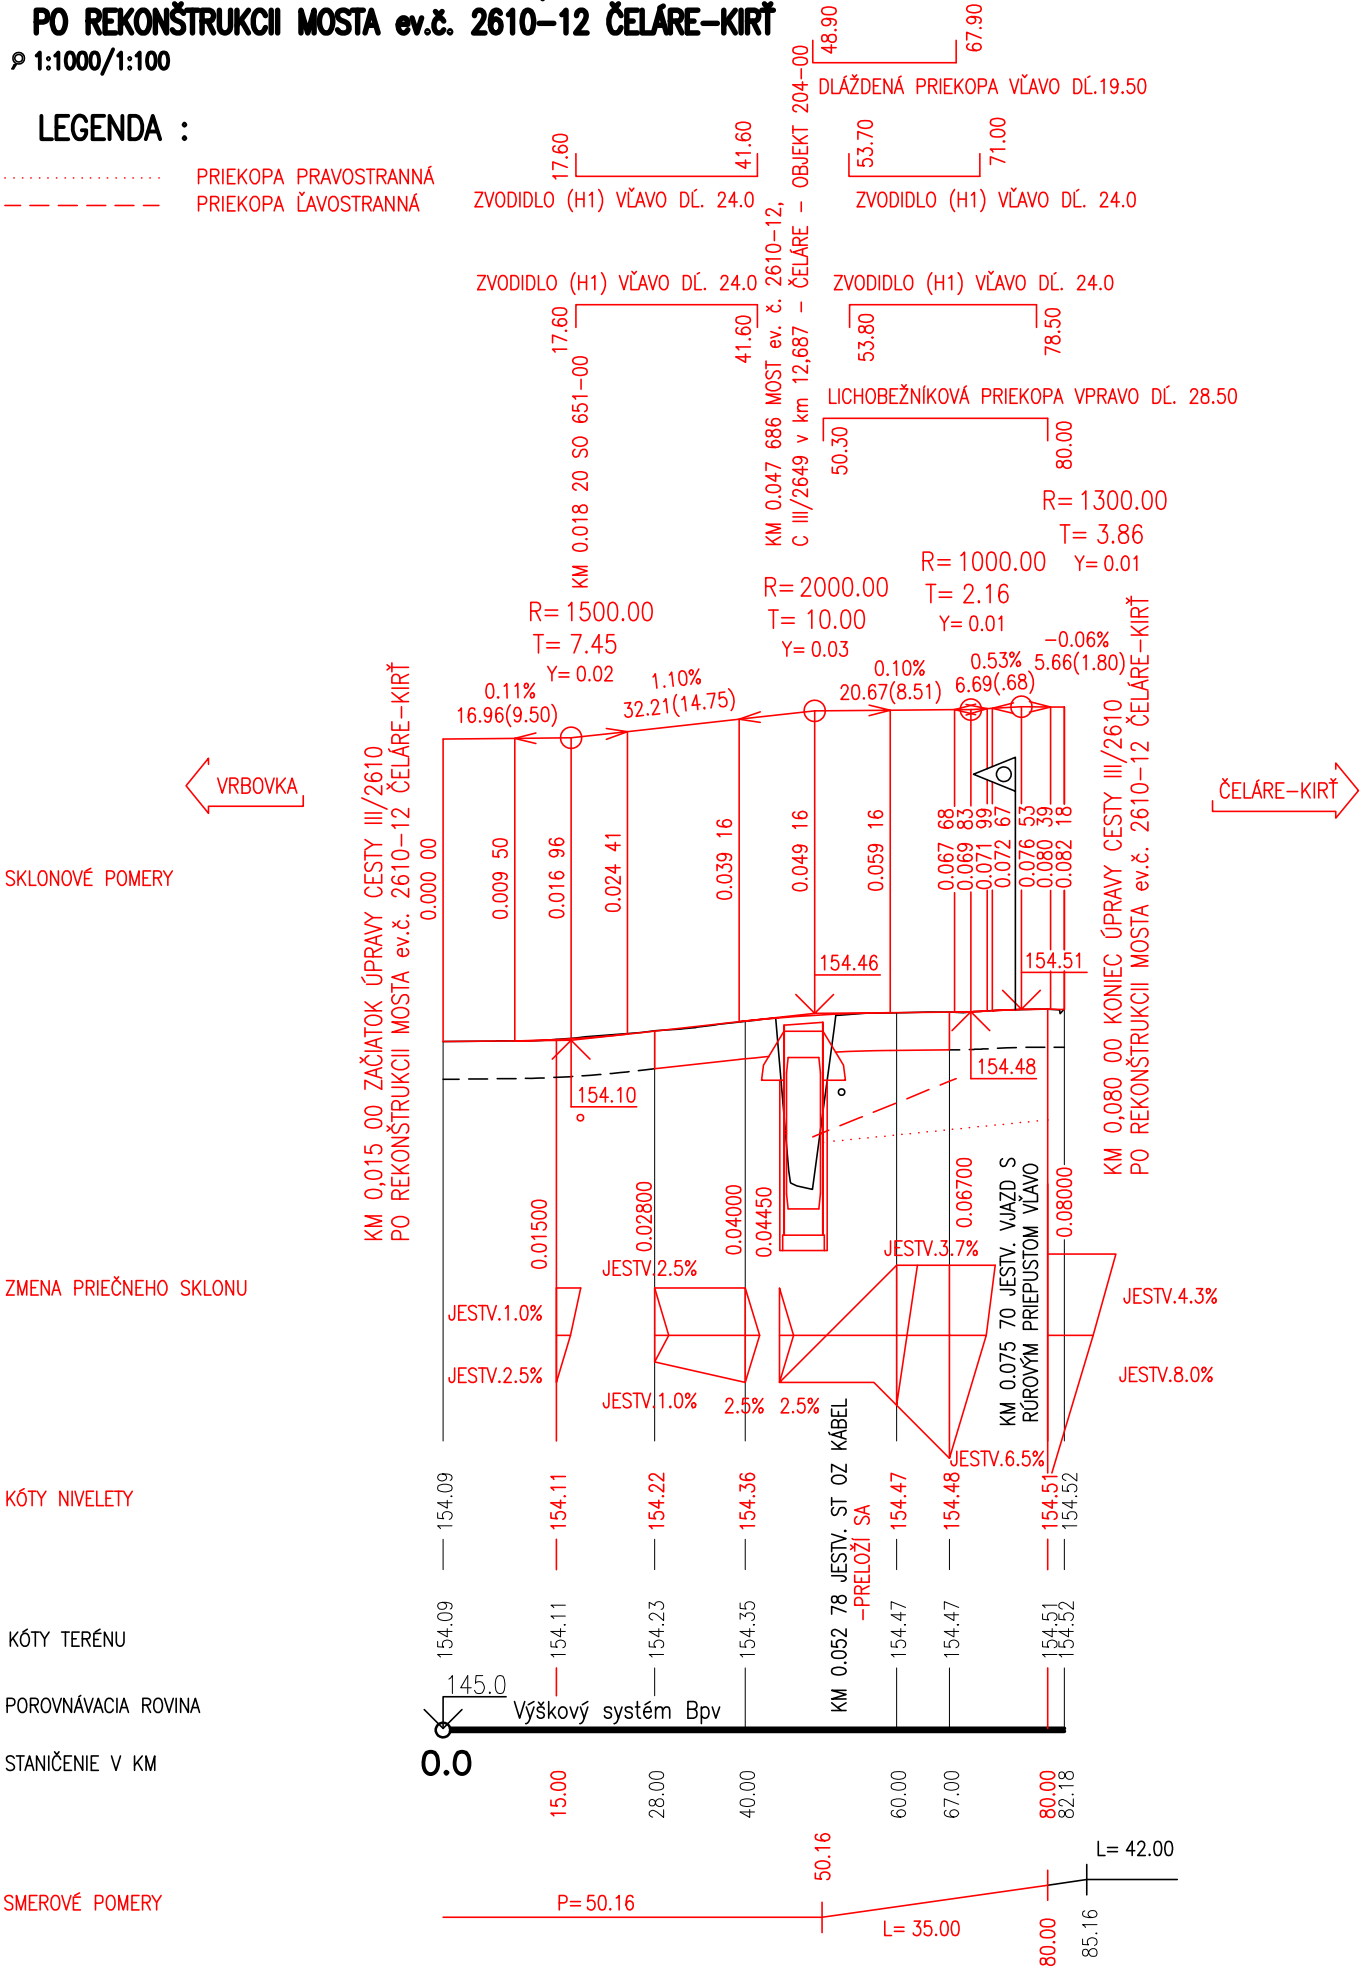 PO REKONŠTRUKCII MOSTA ev.č. 2610-12 ČELÁRE-KIRŤ
1:1000/1:100
LEGENDA :
PRIEKOPA PRAVOSTRANNÁ
PRIEKOPA ĽAVOSTRANNÁ
48.90
67.90
DLÁŽDENÁ PRIEKOPA VĽAVO DĹ.19.50
17.60
41.60
53.70
71.00
ZVODIDLO (H1) VĽAVO DĹ. 24.0
ZVODIDLO (H1) VĽAVO DĹ. 24.0
ZVODIDLO (H1) VĽAVO DĹ. 24.0
ZVODIDLO (H1) VĽAVO DĹ. 24.0
17.60
41.60
53.80
78.50
LICHOBEŽNÍKOVÁ PRIEKOPA VPRAVO DĹ. 28.50
50.30
80.00
KM 0.018 20 SO 651-00
KM 0.047 686 MOST ev. č. 2610-12,
C III/2649 v km 12,687 - ČELÁRE - OBJEKT 204-00
R= 1500.00
T= 7.45
Y= 0.02
R= 2000.00
T= 10.00
Y= 0.03
R= 1000.00
T= 2.16
Y= 0.01
R= 1300.00
T= 3.86
Y= 0.01
0.11%
16.96(9.50)
1.10%
32.21(14.75)
0.10%
20.67(8.51)
0.53%
6.69(.68)
-0.06%
5.66(1.80)
VRBOVKA
ČELÁRE-KIRŤ
KM 0,015 00 ZAČIATOK ÚPRAVY CESTY III/2610
PO REKONŠTRUKCII MOSTA ev.č. 2610-12 ČELÁRE-KIRŤ
KM 0,080 00 KONIEC ÚPRAVY CESTY III/2610
PO REKONŠTRUKCII MOSTA ev.č. 2610-12 ČELÁRE-KIRŤ
SKLONOVÉ POMERY
0.000 00
0.009 50
0.016 96
0.024 41
0.039 16
0.049 16
0.059 16
0.067 68
0.069 83
0.071 99
0.072 67
0.076 53
0.080 39
0.082 18
154.46
154.51
154.10
154.48
0.01500
0.02800
0.04000
0.04450
0.06700
0.08000
KM 0.075 70 JESTV. VJAZD S
RÚROVÝM PRIEPUSTOM VĽAVO
ZMENA PRIEČNEHO SKLONU
JESTV.1.0%
JESTV.2.5%
JESTV.2.5%
JESTV.1.0%
2.5%
2.5%
JESTV.3.7%
JESTV.6.5%
JESTV.4.3%
JESTV.8.0%
KM 0.052 78 JESTV. ST OZ KÁBEL
-PRELOŽÍ SA
KÓTY NIVELETY
154.09
154.11
154.22
154.36
154.47
154.48
154.51
154.52
KÓTY TERÉNU
154.09
154.11
154.23
154.35
154.47
154.47
154.51
154.52
POROVNÁVACIA ROVINA
145.0
Výškový systém Bpv
STANIČENIE V KM
0.0
15.00
28.00
40.00
60.00
67.00
80.00
82.18
SMEROVÉ POMERY
P= 50.16
50.16
L= 35.00
80.00
85.16
L= 42.00